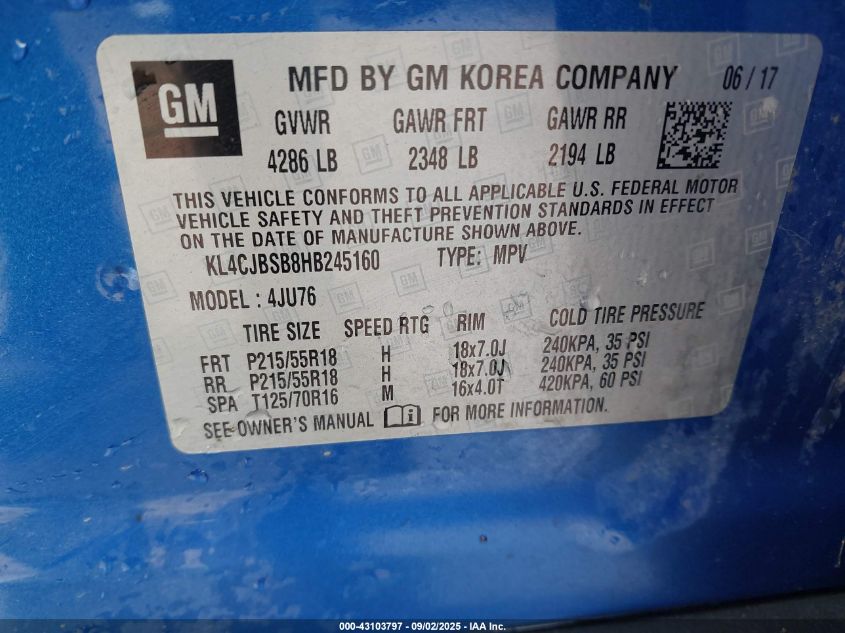 GM
MFD BY GM KOREA COMPANY 06 / 17
GVWR GAWR FRT GAWR RR
4286 LB 2348 LB 2194 LB
THIS VEHICLE CONFORMS TO ALL APPLICABLE U.S. FEDERAL MOTOR
VEHICLE SAFETY AND THEFT PREVENTION STANDARDS IN EFFECT
ON THE DATE OF MANUFACTURE SHOWN ABOVE.
KL4CJBSB8HB245160 TYPE: MPV
MODEL : 4JU76
TIRE SIZE SPEED RTG RIM COLD TIRE PRESSURE
FRT P215/55R18 H 18x7.0J 240KPA, 35 PSI
RR P215/55R18 H 18x7.0J 240KPA, 35 PSI
SPA T125/70R16 M 16x4.0T 420KPA, 60 PSI
SEE OWNER'S MANUAL FOR MORE INFORMATION.
000-43103797 - 09/02/2025 - IAA Inc.